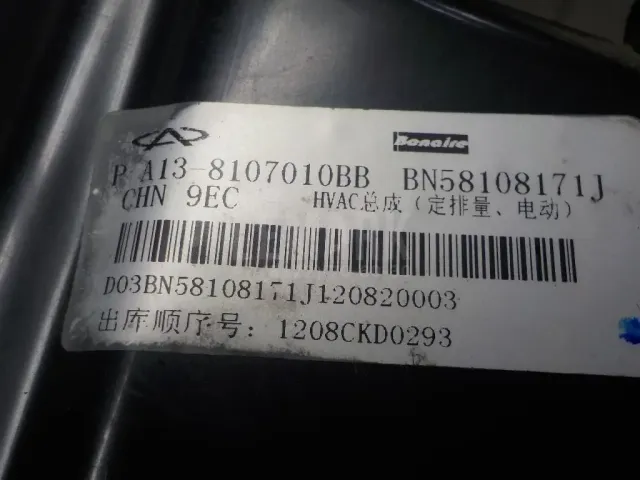 Bonaire
P A13-8107010BB BN58108171J
CHN 9EC HVAC总成（定排量、电动）
D03BN58108171J120820003
出库顺序号：1208CKD0293